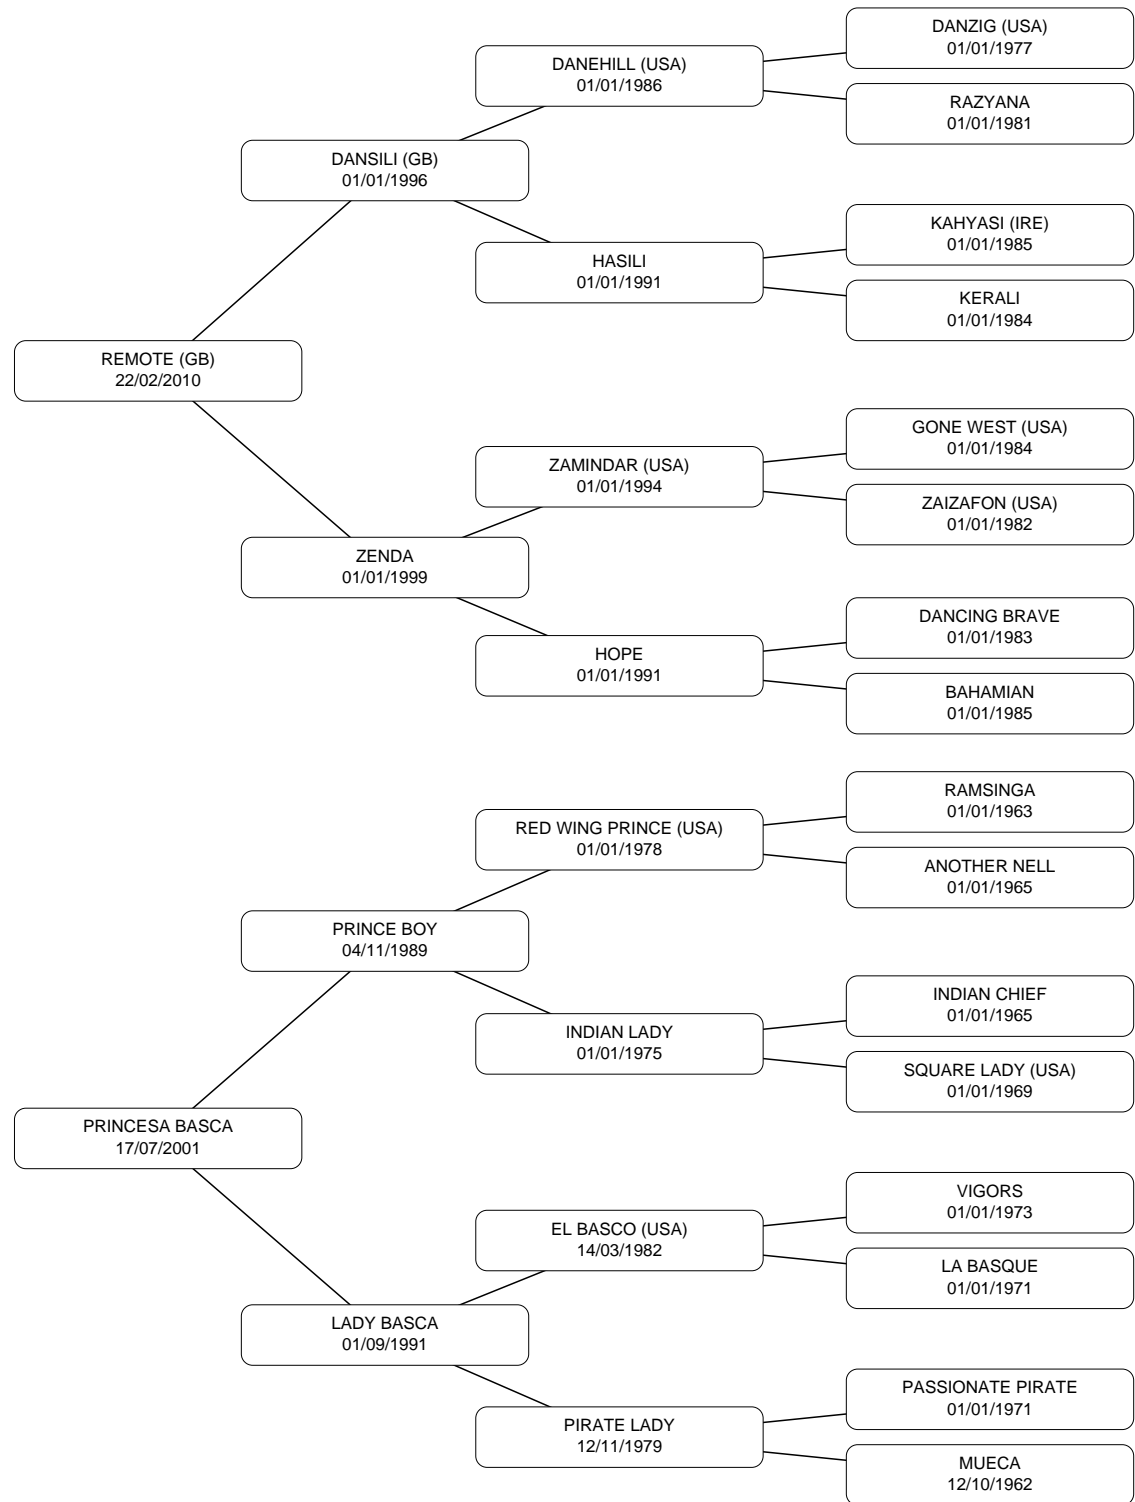 DANZIG (USA)
01/01/1977
DANEHILL (USA)
01/01/1986
RAZYANA
01/01/1981
DANSILI (GB)
01/01/1996
KAHYASI (IRE)
01/01/1985
HASILI
01/01/1991
KERALI
01/01/1984
REMOTE (GB)
22/02/2010
GONE WEST (USA)
01/01/1984
ZAMINDAR (USA)
01/01/1994
ZAIZAFON (USA)
01/01/1982
ZENDA
01/01/1999
DANCING BRAVE
01/01/1983
HOPE
01/01/1991
BAHAMIAN
01/01/1985
RAMSINGA
01/01/1963
RED WING PRINCE (USA)
01/01/1978
ANOTHER NELL
01/01/1965
PRINCE BOY
04/11/1989
INDIAN CHIEF
01/01/1965
INDIAN LADY
01/01/1975
SQUARE LADY (USA)
01/01/1969
PRINCESA BASCA
17/07/2001
VIGORS
01/01/1973
EL BASCO (USA)
14/03/1982
LA BASQUE
01/01/1971
LADY BASCA
01/09/1991
PASSIONATE PIRATE
01/01/1971
PIRATE LADY
12/11/1979
MUECA
12/10/1962